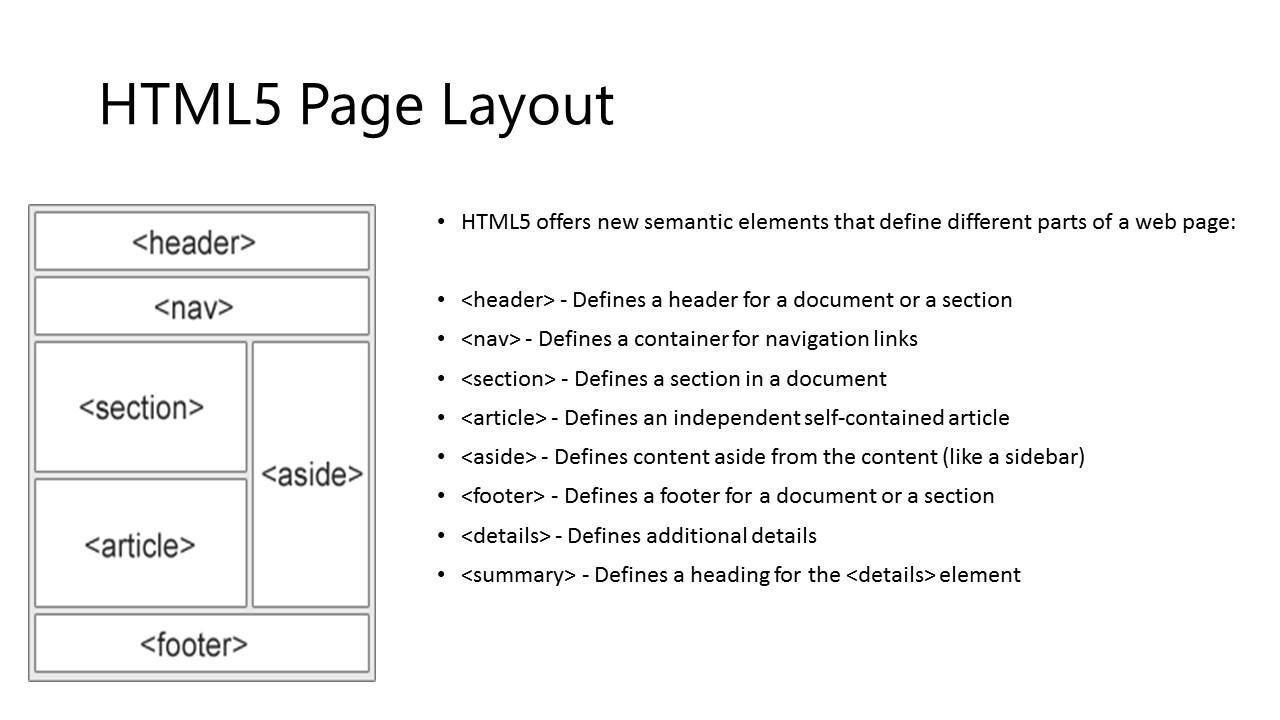 HTML5 Page Layout
<header>
<nav>
<section>
<aside>
<article>
<footer>
• HTML5 offers new semantic elements that define different parts of a web page:
• <header> - Defines a header for a document or a section
• <nav> - Defines a container for navigation links
• <section> - Defines a section in a document
• <article> - Defines an independent self-contained article
• <aside> - Defines content aside from the content (like a sidebar)
• <footer> - Defines a footer for a document or a section
• <details> - Defines additional details
• <summary> - Defines a heading for the <details> element